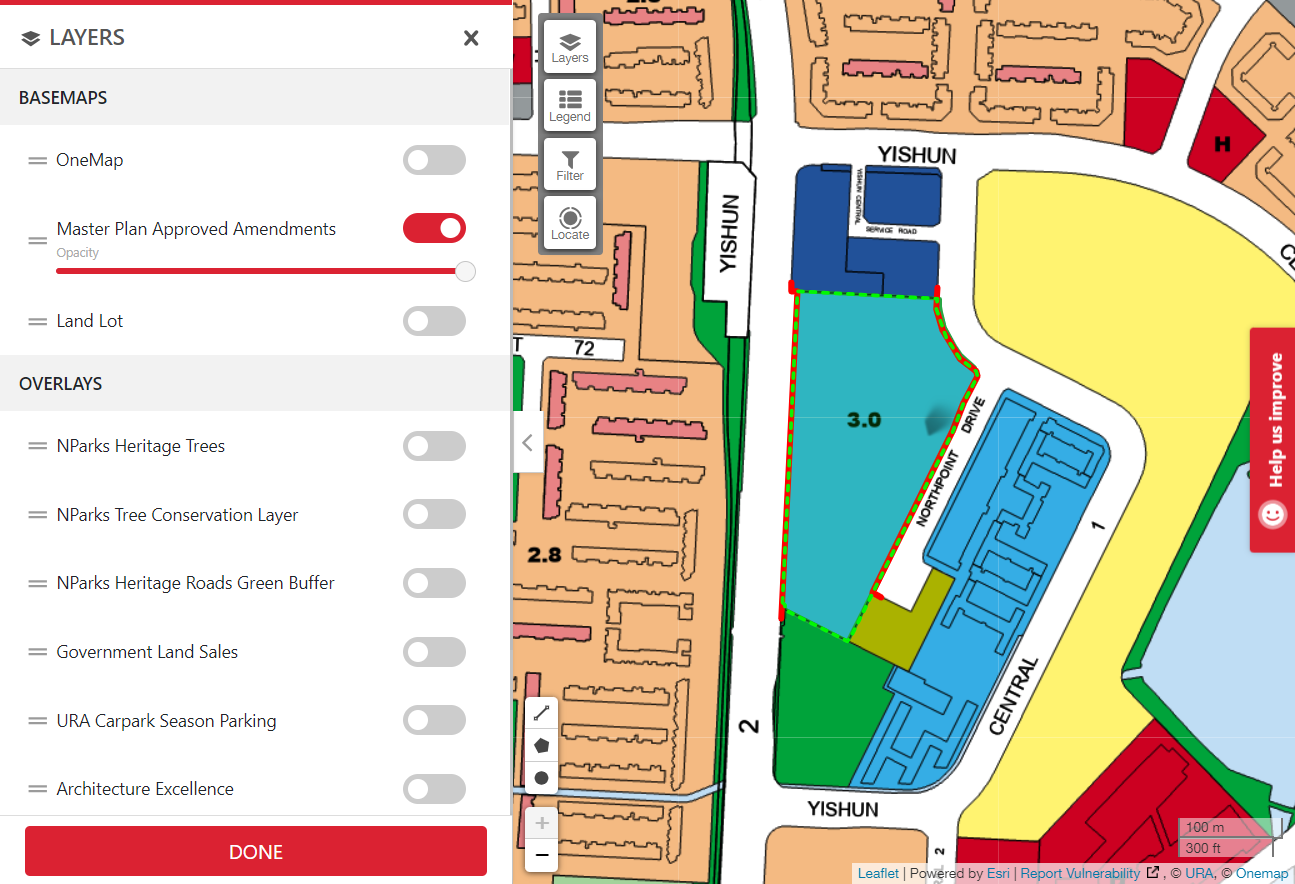 LAYERS
BASEMAPS
OneMap
Master Plan Approved Amendments
Opacity
Land Lot
OVERLAYS
NParks Heritage Trees
NParks Tree Conservation Layer
NParks Heritage Roads Green Buffer
Government Land Sales
URA Carpark Season Parking
Architecture Excellence
DONE
Layers
Legend
Filter
Locate
YISHUN
H
YISHUN
YISHUN CENTRAL
SERVICE ROAD
72
3.0
NORTHPOINT DRIVE
2.8
1
2
CENTRAL
YISHUN
2
Help us improve
100 m
300 ft
Leaflet | Powered by Esri | Report Vulnerability , © URA, © Onemap